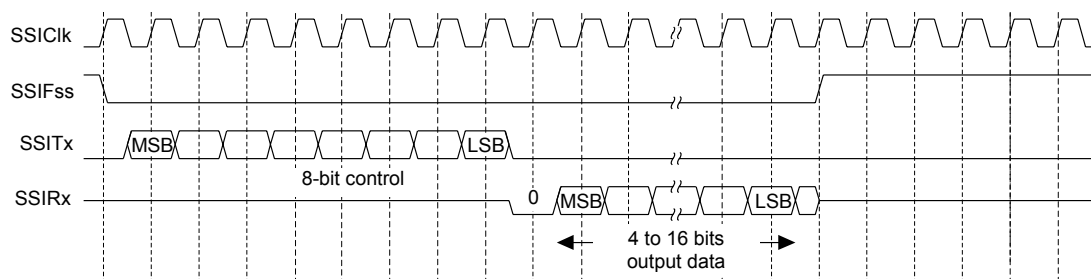 SSIClk
SSIFss
SSITx
MSB
LSB
8-bit control
SSIRx
0
MSB
LSB
4 to 16 bits
output data